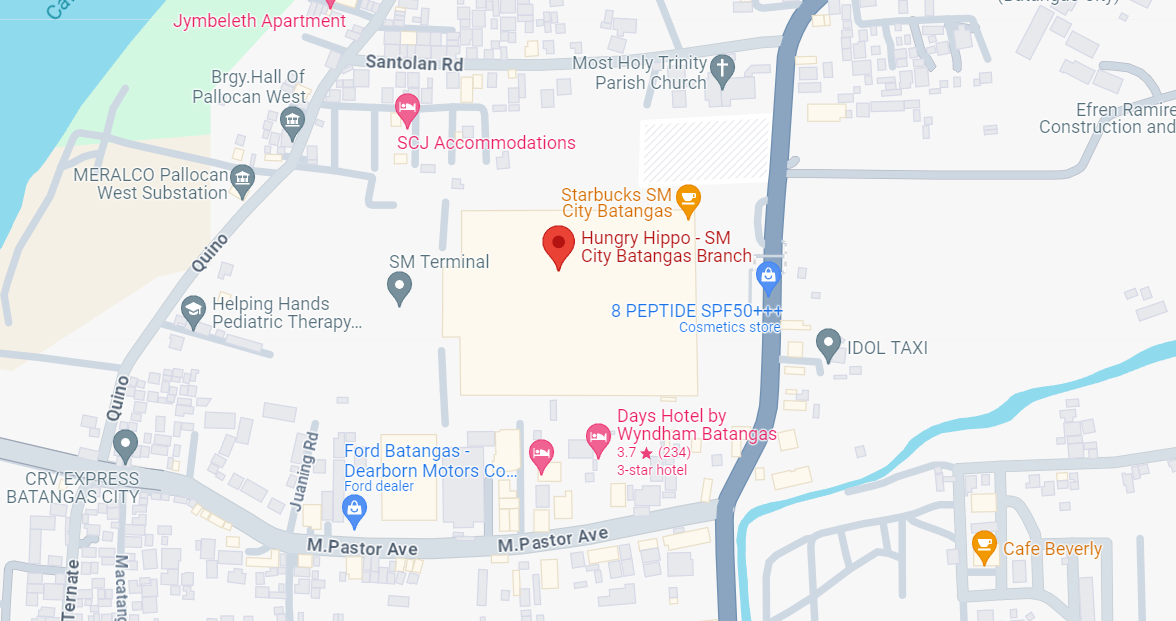 Jymbeleth Apartment
(Batangas City)
Santolan Rd
Most Holy Trinity
Parish Church
Brgy.Hall Of
Pallocan West
SCJ Accommodations
Efren Ramire
Construction and
MERALCO Pallocan
West Substation
Starbucks SM
City Batangas
Hungry Hippo - SM
City Batangas Branch
Quino
SM Terminal
Helping Hands
Pediatric Therapy...
8 PEPTIDE SPF50+++
Cosmetics store
IDOL TAXI
Quino
Days Hotel by
Wyndham Batangas
3.7 ★ (234)
3-star hotel
Juaning Rd
Ford Batangas -
Dearborn Motors Co...
Ford dealer
CRV EXPRESS
BATANGAS CITY
M.Pastor Ave
M.Pastor Ave
Cafe Beverly
Ternate
Macatang